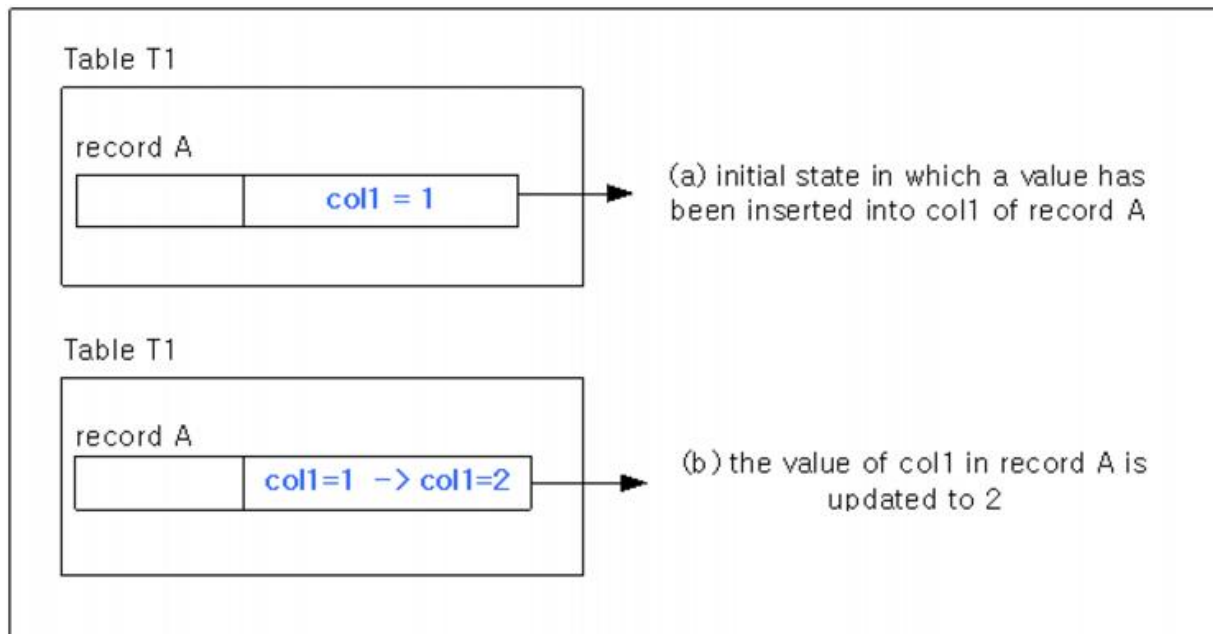 Table T1
record A
col1 = 1
(a) initial state in which a value has
been inserted into col1 of record A
Table T1
record A
col1=1 -> col1=2
(b) the value of col1 in record A is
updated to 2